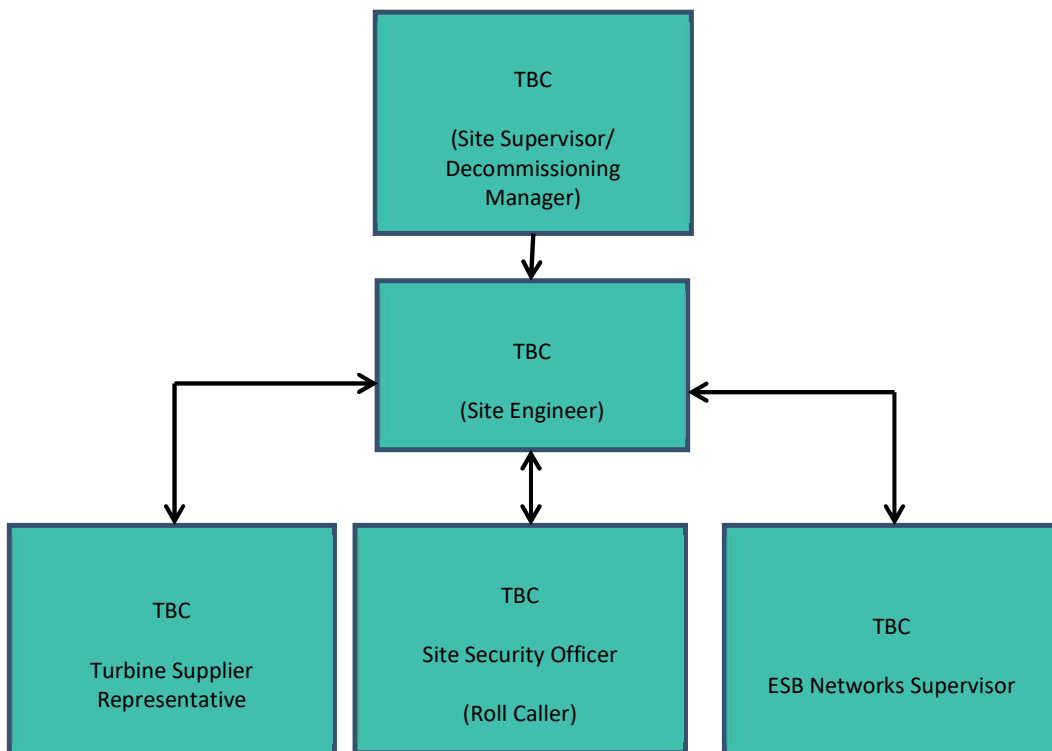 TBC
(Site Supervisor/
Decommissioning
Manager)
TBC
(Site Engineer)
TBC
Turbine Supplier
Representative
TBC
Site Security Officer
(Roll Caller)
TBC
ESB Networks Supervisor